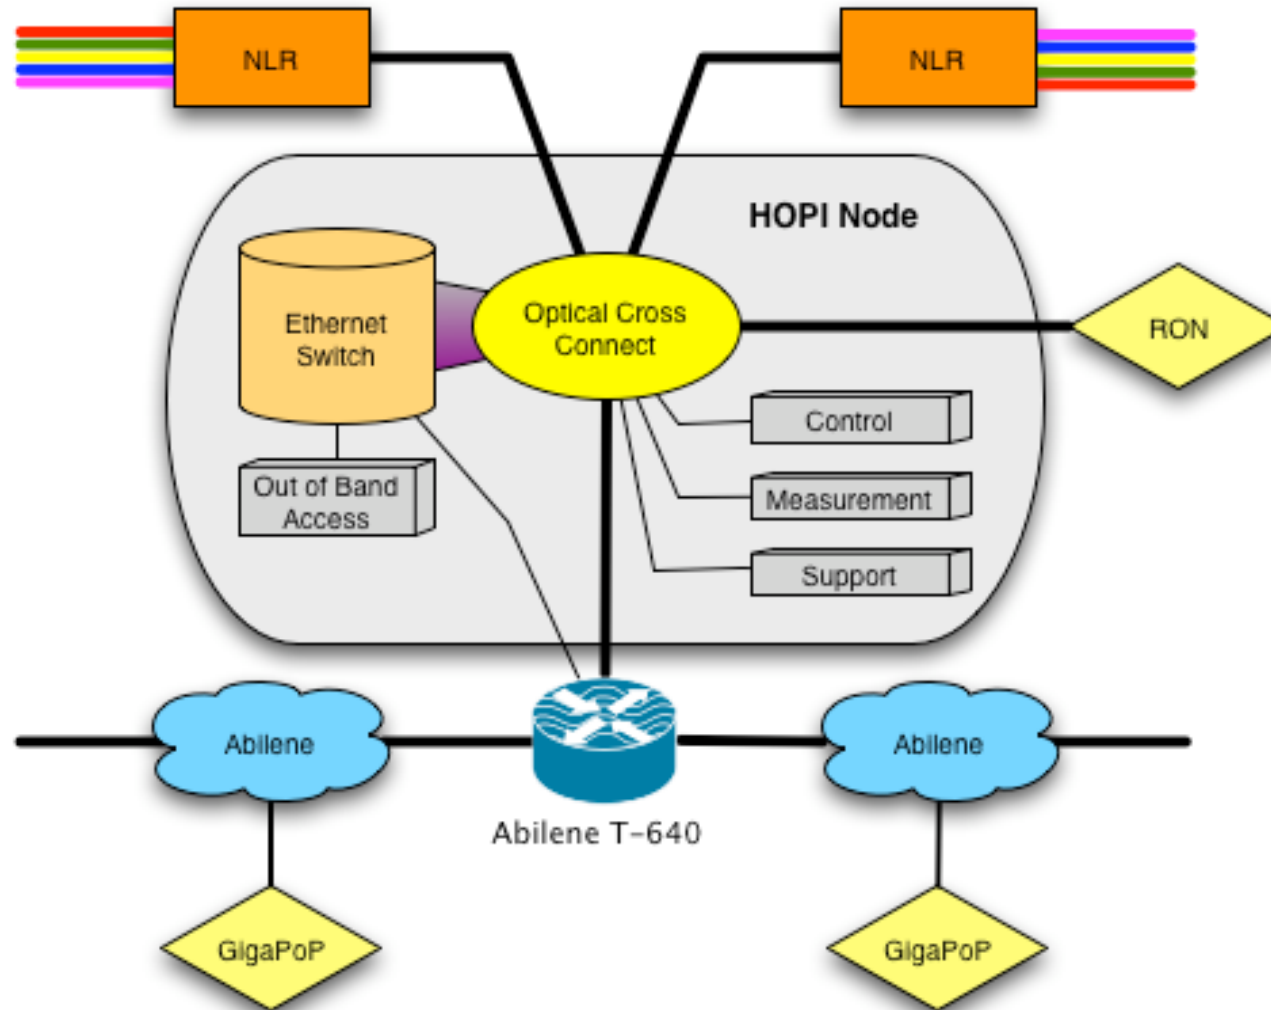 NLR
NLR
HOPI Node
Ethernet
Switch
Optical Cross
Connect
RON
Control
Out of Band
Access
Measurement
Support
Abilene
Abilene
Abilene T-640
GigaPoP
GigaPoP